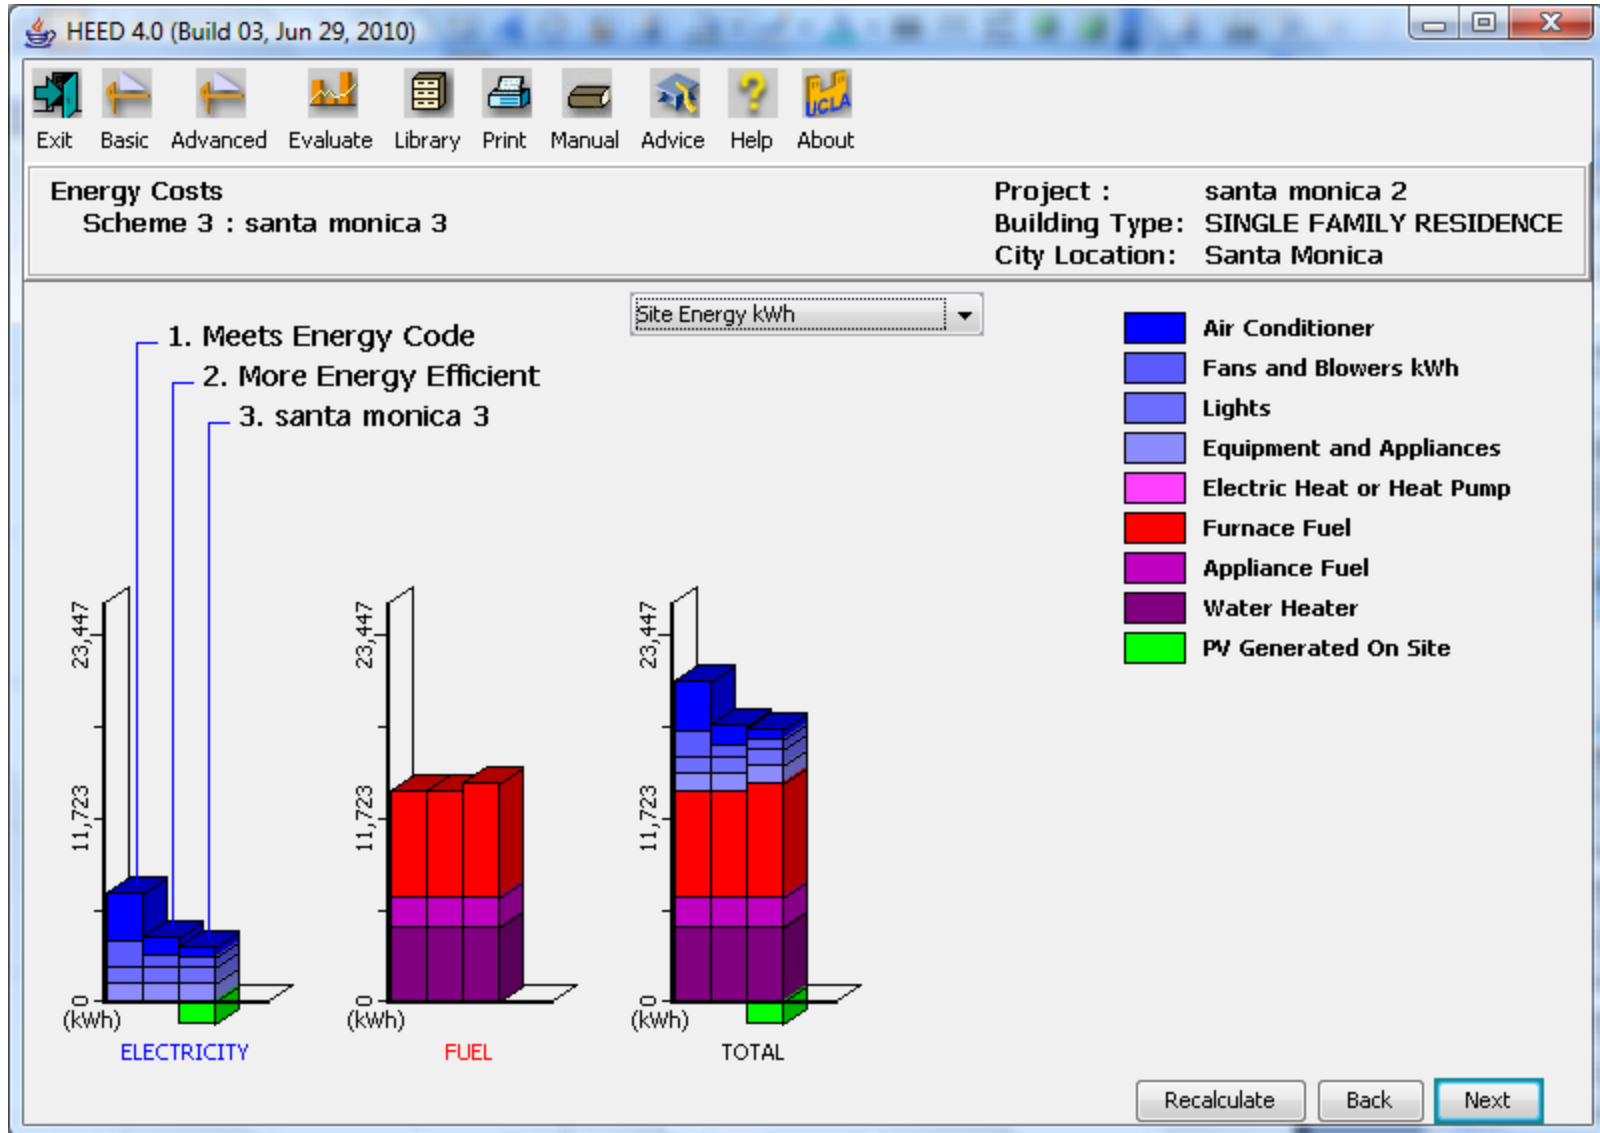 HEED 4.0 (Build 03, Jun 29, 2010)
Exit Basic Advanced Evaluate Library Print Manual Advice Help About
UCLA
Energy Costs
Scheme 3 : santa monica 3
Project : santa monica 2
Building Type: SINGLE FAMILY RESIDENCE
City Location: Santa Monica
Site Energy kWh
1. Meets Energy Code
2. More Energy Efficient
3. santa monica 3
Air Conditioner
Fans and Blowers kWh
Lights
Equipment and Appliances
Electric Heat or Heat Pump
Furnace Fuel
Appliance Fuel
Water Heater
PV Generated On Site
23,447
11,723
0
(kWh)
ELECTRICITY
23,447
11,723
0
(kWh)
FUEL
23,447
11,723
0
(kWh)
TOTAL
Recalculate Back Next